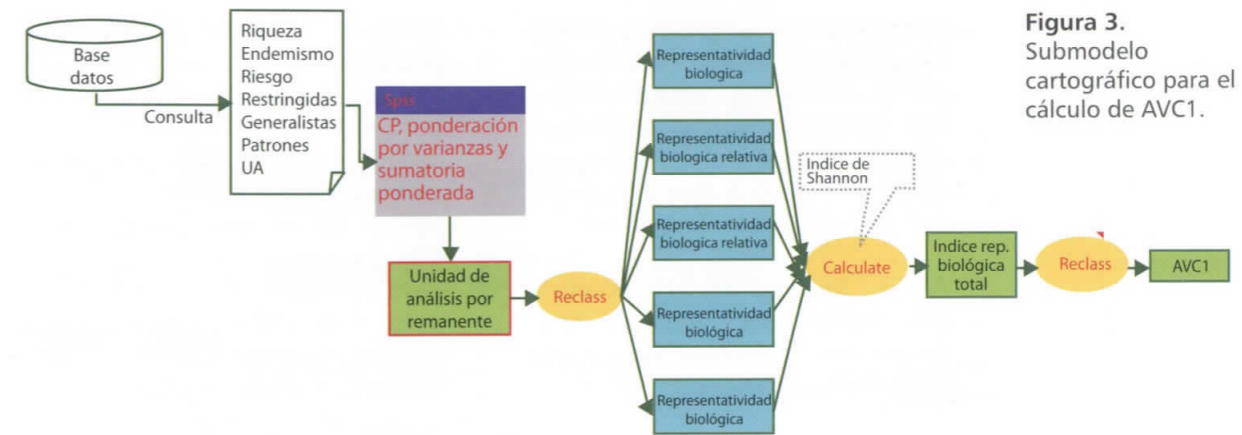 Base
datos
Consulta
Riqueza
Endemismo
Riesgo
Restringidas
Generalistas
Patrones
UA
Spss
CP, ponderación
por varianzas y
sumatoria
ponderada
Unidad de
análisis por
remanente
Reclass
Representatividad
biologica
Representatividad
biologica relativa
Representatividad
biologica relativa
Representatividad
biológica
Representatividad
biológica
Indice de
Shannon
Calculate
Indice rep.
biológica
total
Reclass
AVC1
Figura 3.
Submodelo
cartográfico para el
cálculo de AVC1.